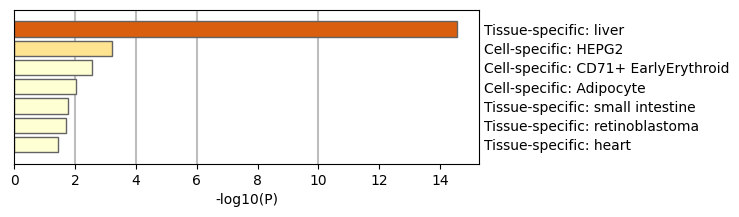 Tissue-specific: liver
Cell-specific: HEPG2
Cell-specific: CD71+ EarlyErythroid
Cell-specific: Adipocyte
Tissue-specific: small intestine
Tissue-specific: retinoblastoma
Tissue-specific: heart
0 2 4 6 8 10 12 14
-log10(P)